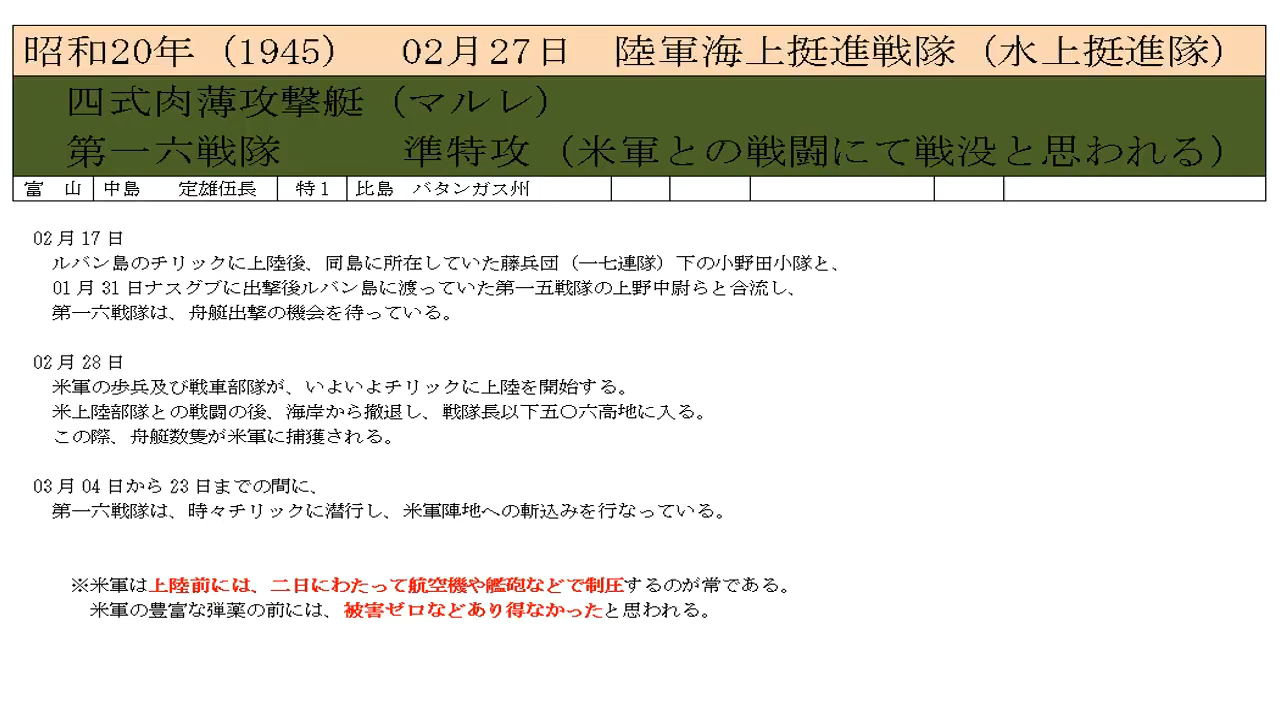 昭和20年（1945）　02月27日　陸軍海上挺進戦隊（水上挺進隊）
四式肉薄攻撃艇（マルレ）
第一六戦隊　　　準特攻（米軍との戦闘にて戦没と思われる）
富　山　中島　　定雄伍長　特１　比島　バタンガス州
02月17日
ルバン島のチリックに上陸後、同島に所在していた藤兵団（一七連隊）下の小野田小隊と、
01月31日ナスグブに出撃後ルバン島に渡っていた第一五戦隊の上野中尉らと合流し、
第一六戦隊は、舟艇出撃の機会を待っている。
02月28日
米軍の歩兵及び戦車部隊が、いよいよチリックに上陸を開始する。
米上陸部隊との戦闘の後、海岸から撤退し、戦隊長以下五〇六高地に入る。
この際、舟艇数隻が米軍に捕獲される。
03月04日から23日までの間に、
第一六戦隊は、時々チリックに潜行し、米軍陣地への斬込みを行なっている。
※米軍は上陸前には、二日にわたって航空機や艦砲などで制圧するのが常である。
米軍の豊富な弾薬の前には、被害ゼロなどあり得なかったと思われる。